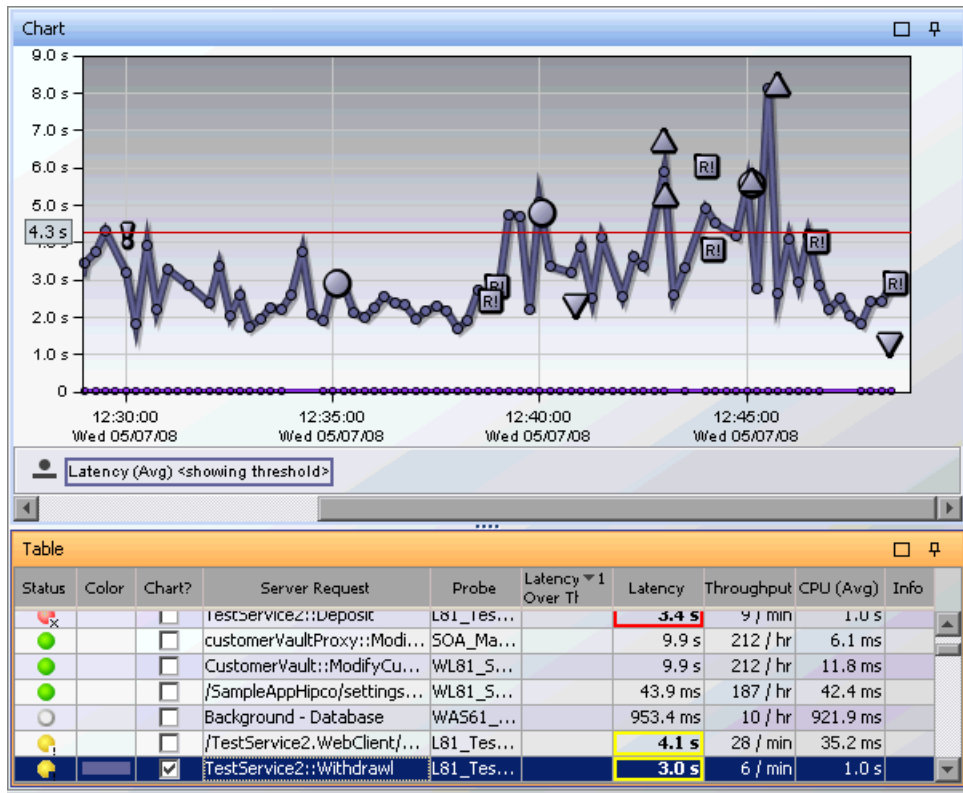 Chart
9.0 s
8.0 s
7.0 s
6.0 s
5.0 s
4.3 s
3.0 s
2.0 s
1.0 s
0
R!
R!
R!
R!
R!
R!
12:30:00 12:35:00 12:40:00 12:45:00
Wed 05/07/08 Wed 05/07/08 Wed 05/07/08 Wed 05/07/08
Latency (Avg) <showing threshold>
Table
Status Color Chart? Server Request Probe Latency 1 Over Th Latency Throughput CPU (Avg) Info
TestService2::Deposit L81_Tes... 3.4 s 9 / min 1.0 s
customerVaultProxy::Modi... SOA_Ma... 9.9 s 212 / hr 6.1 ms
CustomerVault::ModifyCu... WL81_S... 9.9 s 212 / hr 11.8 ms
/SampleAppHipco/settings... WL81_S... 43.9 ms 187 / hr 42.4 ms
Background - Database WAS61_... 953.4 ms 10 / hr 921.9 ms
/TestService2.WebClient/... L81_Tes... 4.1 s 28 / min 35.2 ms
TestService2::Withdrawl L81_Tes... 3.0 s 6 / min 1.0 s